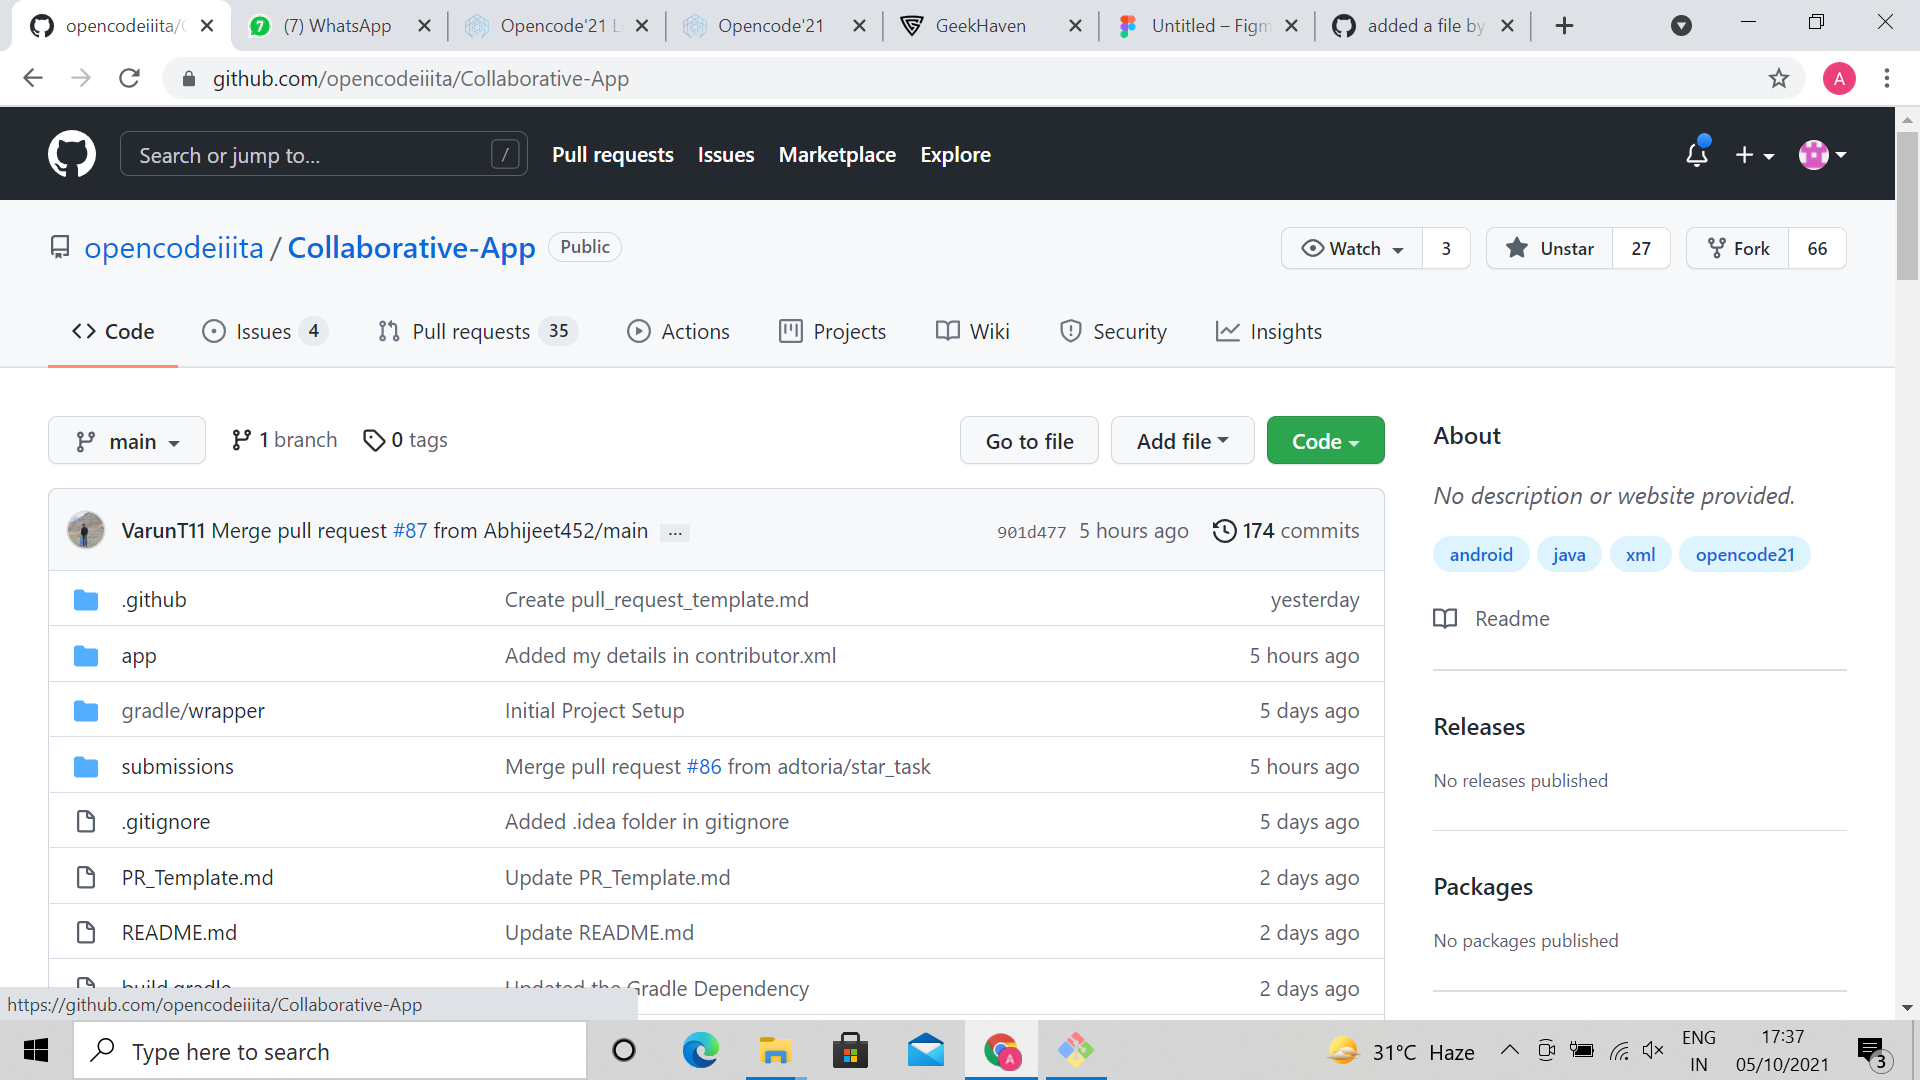 opencodeiiita/C
(7) WhatsApp
Opencode'21 L
Opencode'21
GeekHaven
Untitled – Figm
added a file by
github.com/opencodeiiita/Collaborative-App
A
Search or jump to...
/
Pull requests
Issues
Marketplace
Explore
opencodeiiita / Collaborative-App
Public
Watch
3
Unstar
27
Fork
66
Code
Issues 4
Pull requests 35
Actions
Projects
Wiki
Security
Insights
main
1 branch
0 tags
Go to file
Add file
Code
VarunT11 Merge pull request #87 from Abhijeet452/main ...
901d477 5 hours ago
174 commits
.github Create pull_request_template.md yesterday
app Added my details in contributor.xml 5 hours ago
gradle/wrapper Initial Project Setup 5 days ago
submissions Merge pull request #86 from adtoria/star_task 5 hours ago
.gitignore Added .idea folder in gitignore 5 days ago
PR_Template.md Update PR_Template.md 2 days ago
README.md Update README.md 2 days ago
build.gradle Updated the Gradle Dependency 2 days ago
About
No description or website provided.
android java xml opencode21
Readme
Releases
No releases published
Packages
No packages published
https://github.com/opencodeiiita/Collaborative-App
Type here to search
A
31°C Haze
ENG
IN
17:37
05/10/2021
3